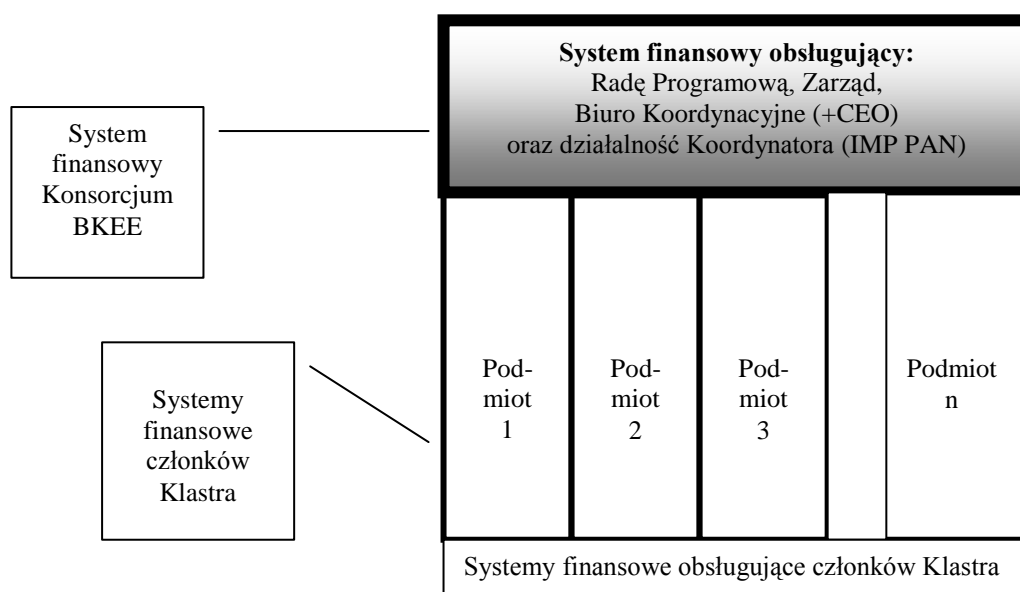 System finansowy obsługujący:
Radę Programową, Zarząd,
Biuro Koordynacyjne (+CEO)
oraz działalność Koordynatora (IMP PAN)
System
finansowy
Konsorcjum
BKEE
Systemy
finansowe
członków
Klastra
Pod-
miot
1
Pod-
miot
2
Pod-
miot
3
Podmiot
n
Systemy finansowe obsługujące członków Klastra